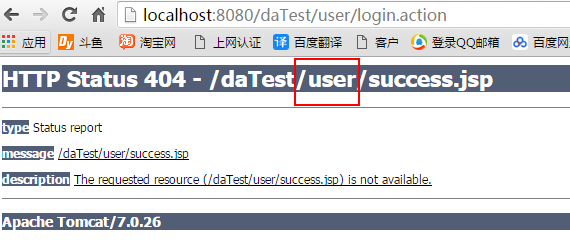 localhost:8080/daTest/user/login.action
应用 Dy 斗鱼 淘 淘宝网 上网认证 译 百度翻译 客户 登录QQ邮箱 百度网
HTTP Status 404 - /daTest/user/success.jsp
type Status report
message /daTest/user/success.jsp
description The requested resource (/daTest/user/success.jsp) is not available.
Apache Tomcat/7.0.26